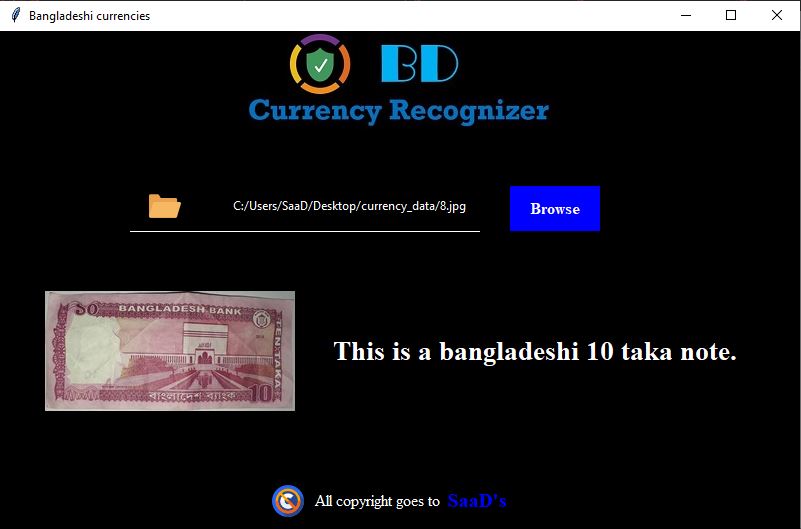 Bangladeshi currencies
BD
Currency Recognizer
C:/Users/SaaD/Desktop/currency_data/8.jpg
Browse
১০ BANGLADESH BANK
TEN TAKA
বাংলাদেশ ব্যাংক 10
This is a bangladeshi 10 taka note.
All copyright goes to SaaD's